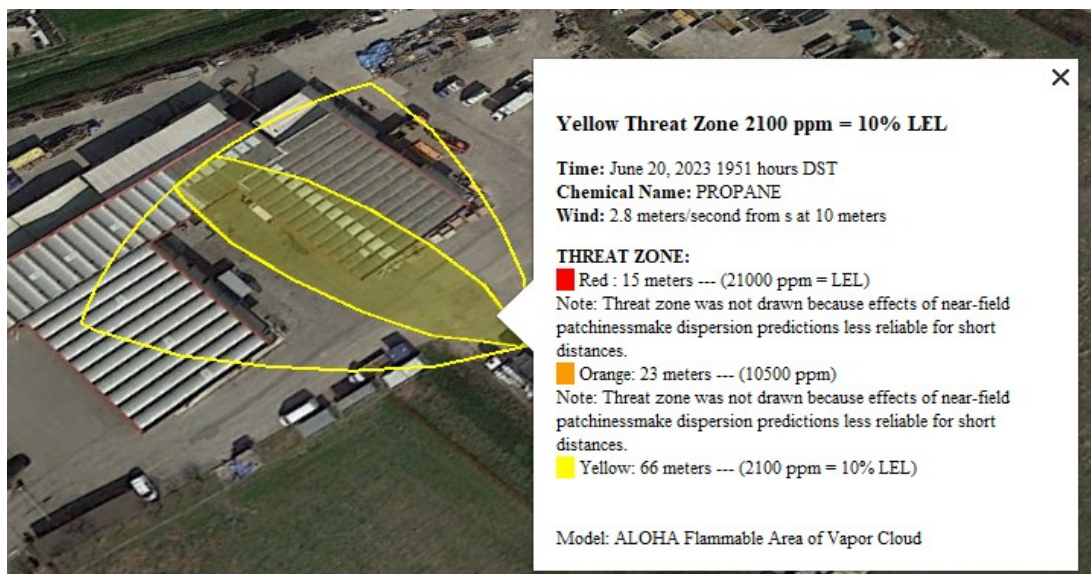 Yellow Threat Zone 2100 ppm = 10% LEL
Time: June 20, 2023 1951 hours DST
Chemical Name: PROPANE
Wind: 2.8 meters/second from s at 10 meters
THREAT ZONE:
Red : 15 meters --- (21000 ppm = LEL)
Note: Threat zone was not drawn because effects of near-field
patchinessmake dispersion predictions less reliable for short
distances.
Orange: 23 meters --- (10500 ppm)
Note: Threat zone was not drawn because effects of near-field
patchinessmake dispersion predictions less reliable for short
distances.
Yellow: 66 meters --- (2100 ppm = 10% LEL)
Model: ALOHA Flammable Area of Vapor Cloud